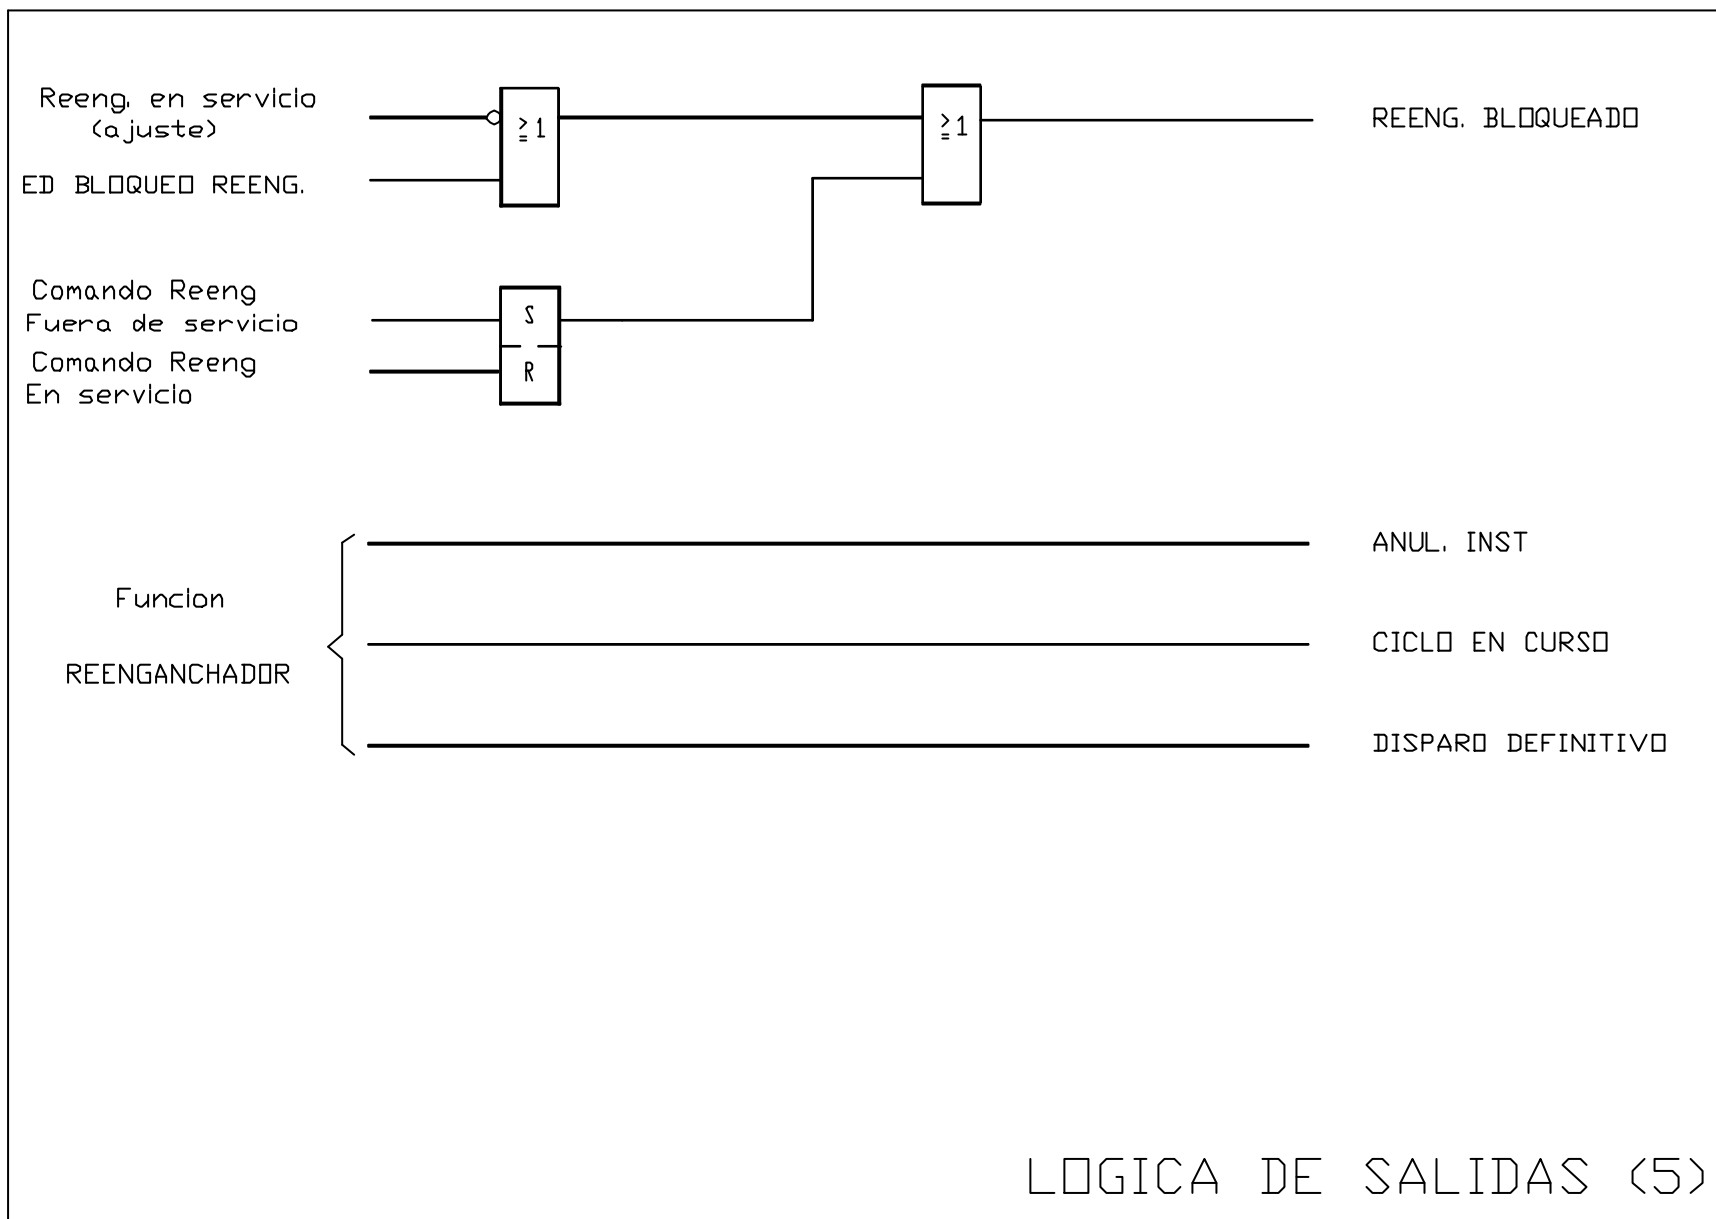 Reeng. en servicio
(ajuste)
≥1
≥1
REENG. BLOQUEADO
ED BLOQUEO REENG.
Comando Reeng
Fuera de servicio
S
Comando Reeng
En servicio
R
ANUL. INST
Funcion
REENGANCHADOR
CICLO EN CURSO
DISPARO DEFINITIVO
LOGICA DE SALIDAS (5)